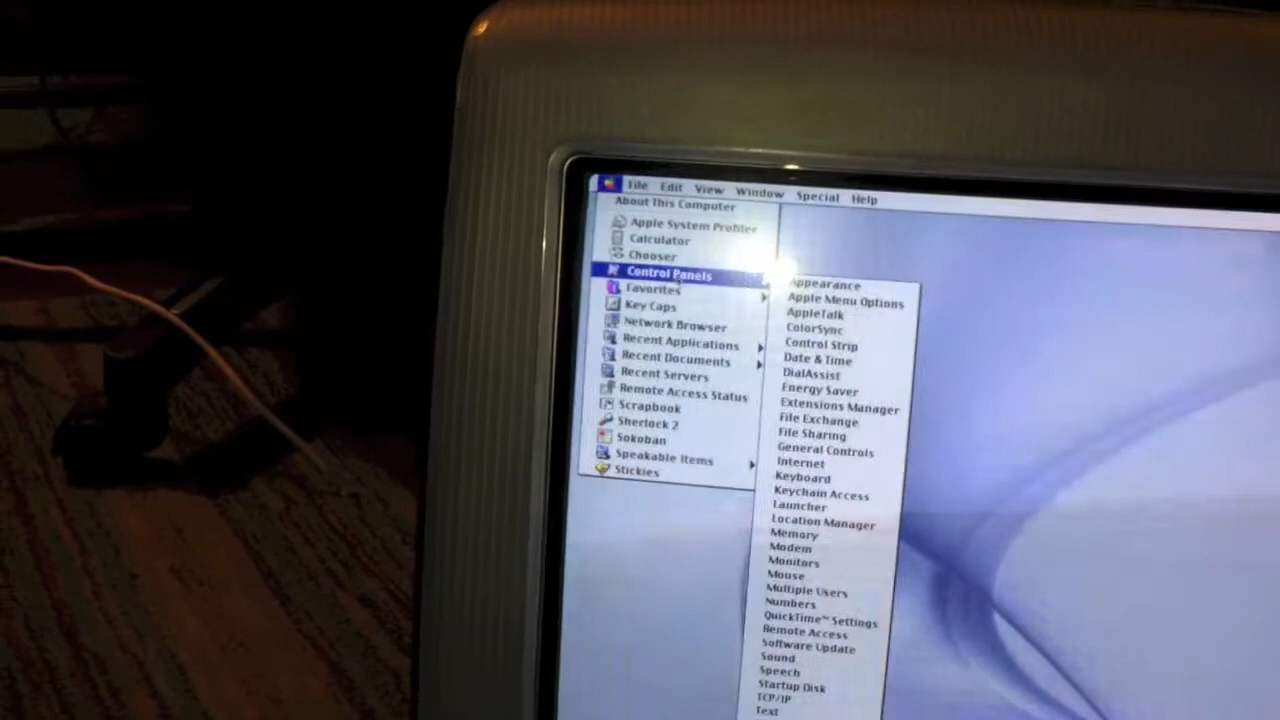 File Edit View Window Special Help
About This Computer
Apple System Profiler
Calculator
Chooser
Control Panels
Favorites
Key Caps
Network Browser
Recent Applications
Recent Documents
Recent Servers
Remote Access Status
Scrapbook
Sherlock 2
Sokoban
Speakable Items
Stickies
Appearance
Apple Menu Options
AppleTalk
ColorSync
Control Strip
Date & Time
DialAssist
Energy Saver
Extensions Manager
File Exchange
File Sharing
General Controls
Internet
Keyboard
Keychain Access
Launcher
Location Manager
Memory
Modem
Monitors
Mouse
Multiple Users
Numbers
QuickTime™ Settings
Remote Access
Software Update
Sound
Speech
Startup Disk
TCP/IP
Text